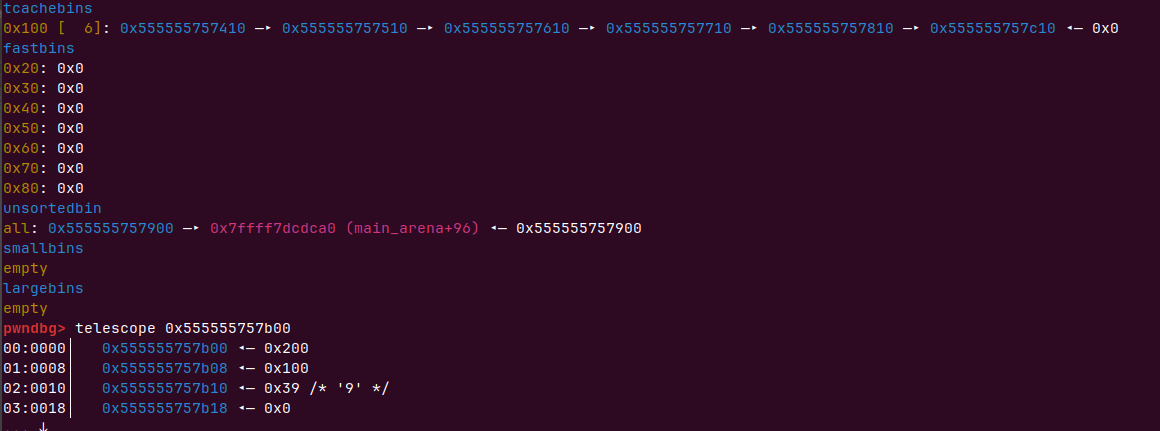 tcachebins
0x100 [  6]: 0x555555757410 —▸ 0x555555757510 —▸ 0x555555757610 —▸ 0x555555757710 —▸ 0x555555757810 —▸ 0x555555757c10 ◂— 0x0
fastbins
0x20: 0x0
0x30: 0x0
0x40: 0x0
0x50: 0x0
0x60: 0x0
0x70: 0x0
0x80: 0x0
unsortedbin
all: 0x555555757900 —▸ 0x7ffff7dcdca0 (main_arena+96) ◂— 0x555555757900
smallbins
empty
largebins
empty
pwndbg> telescope 0x555555757b00
00:0000│   0x555555757b00 ◂— 0x200
01:0008│   0x555555757b08 ◂— 0x100
02:0010│   0x555555757b10 ◂— 0x39 /* '9' */
03:0018│   0x555555757b18 ◂— 0x0
... ↓